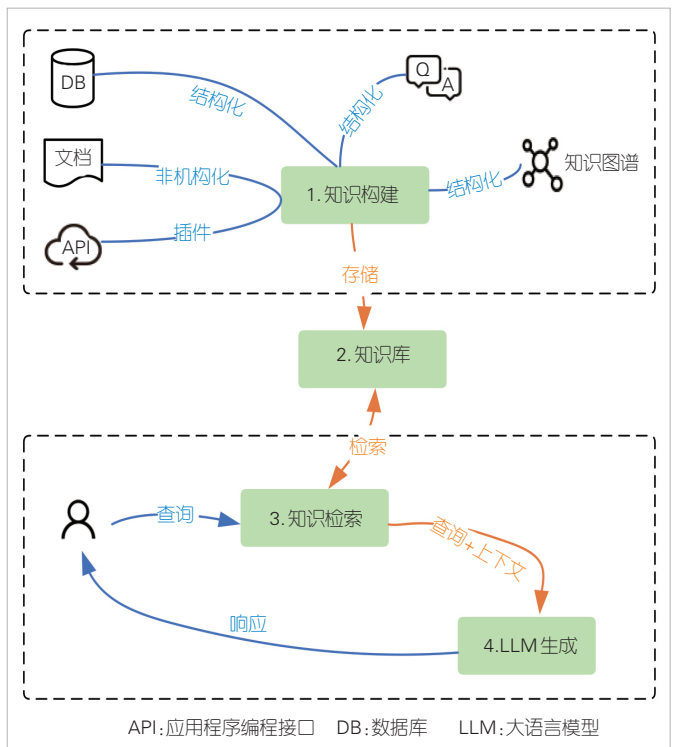 DB
结构化
结构化
Q
A
文档
非机构化
1.知识构建
结构化
知识图谱
API
插件
存储
2.知识库
检索
查询
3.知识检索
查询+上下文
响应
4.LLM 生成
API:应用程序编程接口 DB:数据库 LLM:大语言模型